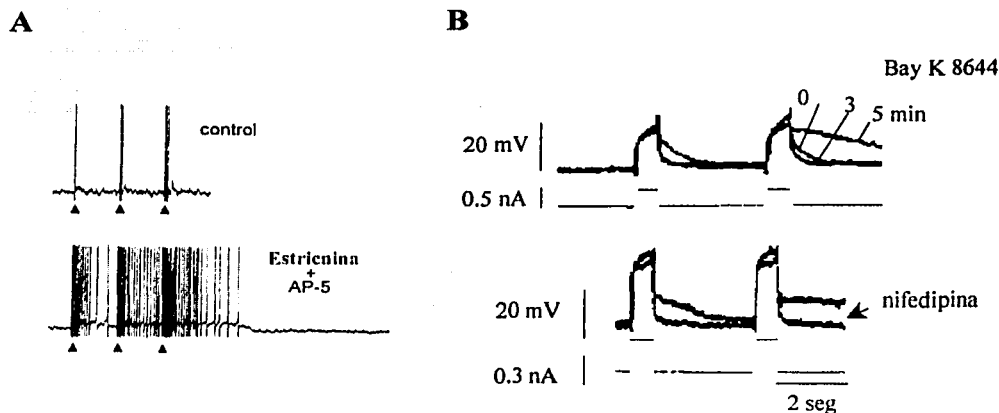 A
control
Estricnina
+
AP-5
B
Bay K 8644
0
3
5 min
20 mV
0.5 nA
20 mV
nifedipina
0.3 nA
2 seg